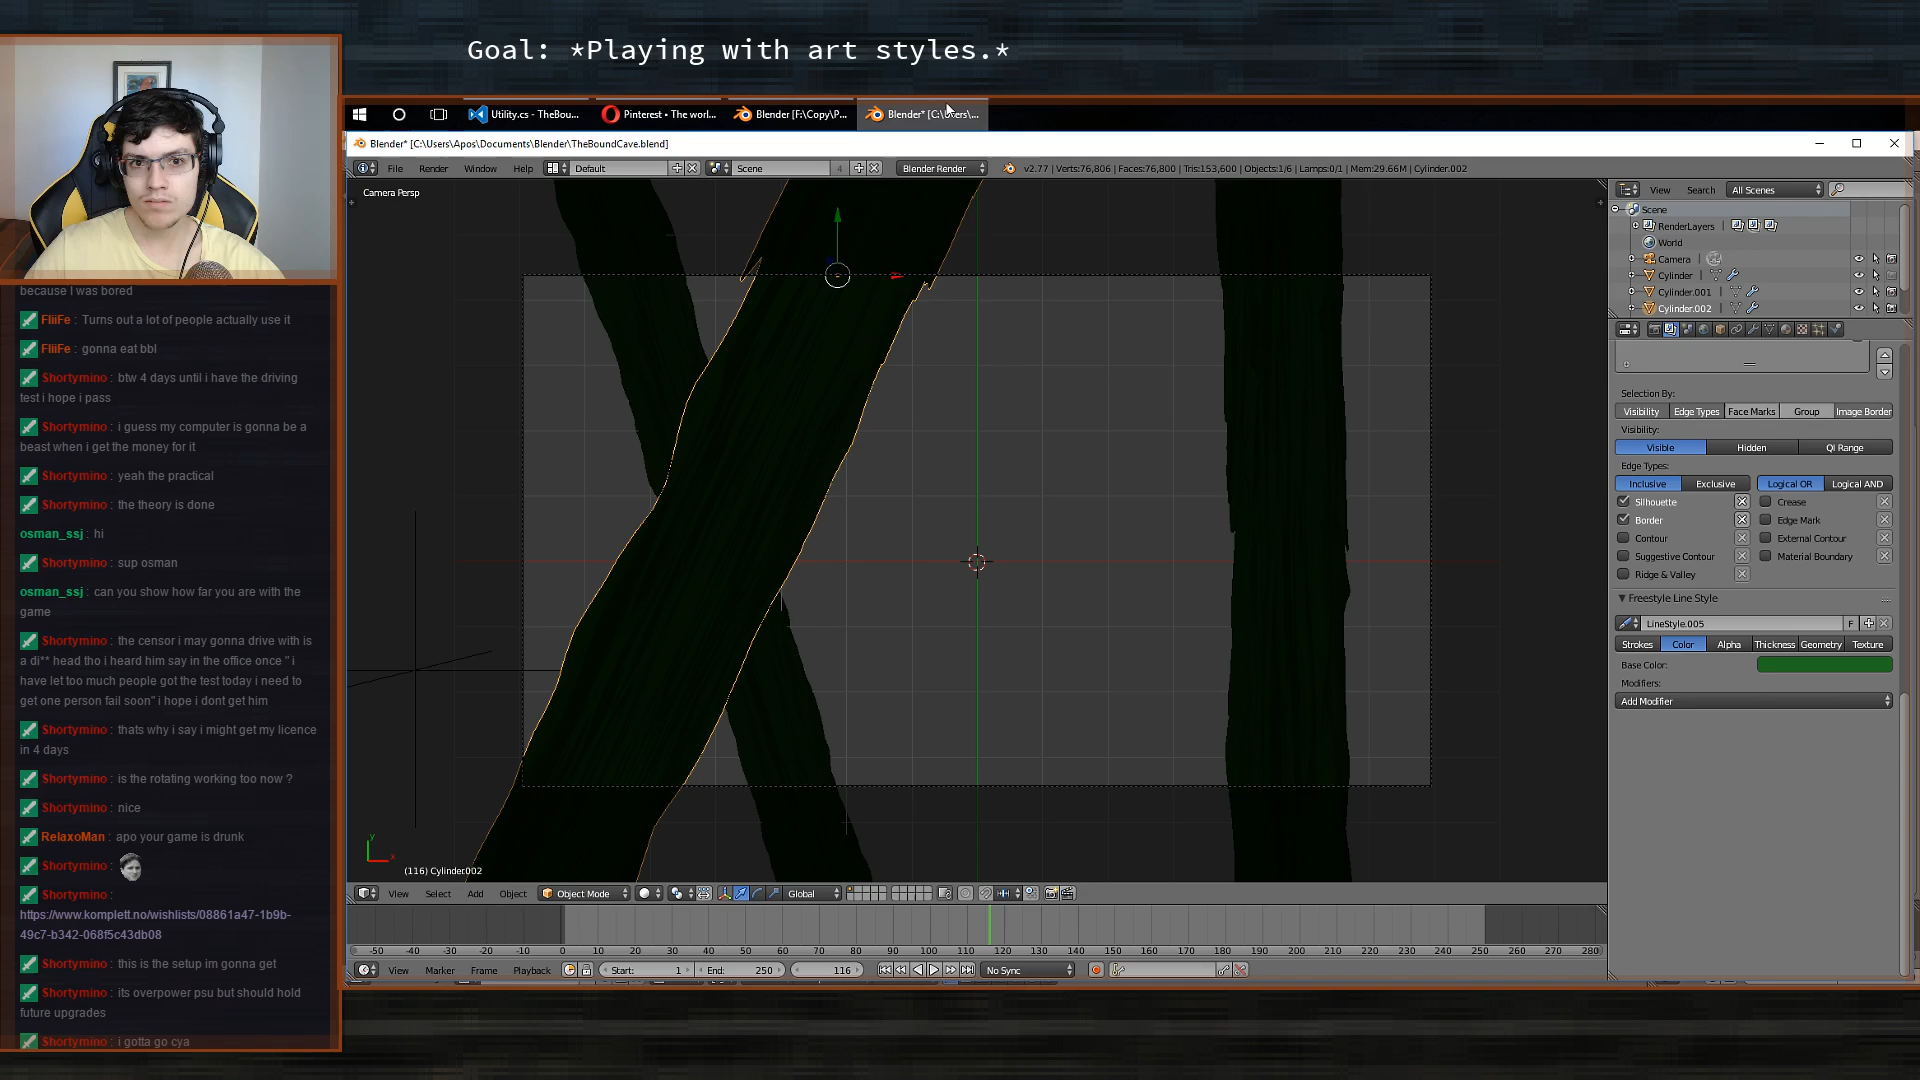 Goal: *Playing with art styles.*
Utility.cs - TheBou...
Pinterest • The worl...
Blender [F:\Copy\P...
Blender* [C:\Users\...
Blender* [C:\Users\Apos\Documents\Blender\TheBoundCave.blend]
File Render Window Help Default Scene 4 Blender Render v2.77 | Verts:76,806 | Faces:76,800 | Tris:153,600 | Objects:1/6 | Lamps:0/1 | Mem:29.66M | Cylinder.002
Camera Persp
View Search All Scenes
Scene
RenderLayers
World
Camera
Cylinder
Cylinder.001
Cylinder.002
Selection By:
Visibility Edge Types Face Marks Group Image Border
Visibility:
Visible Hidden QI Range
Edge Types:
Inclusive Exclusive Logical OR Logical AND
Silhouette Crease
Border Edge Mark
Contour External Contour
Suggestive Contour Material Boundary
Ridge & Valley
Freestyle Line Style
LineStyle.005 F
Strokes Color Alpha Thickness Geometry Texture
Base Color:
Modifiers:
Add Modifier
y
x
(116) Cylinder.002
View Select Add Object Object Mode Global
-50 -40 -30 -20 -10 0 10 20 30 40 50 60 70 80 90 100 110 120 130 140 150 160 170 180 190 200 210 220 230 240 250 260 270 280
View Marker Frame Playback Start: 1 End: 250 116 No Sync
because I was bored
FliiFe : Turns out a lot of people actually use it
FliiFe : gonna eat bbl
Shortymino : btw 4 days until i have the driving
test i hope i pass
Shortymino : i guess my computer is gonna be a
beast when i get the money for it
Shortymino : yeah the practical
Shortymino : the theory is done
osman_ssj : hi
Shortymino : sup osman
osman_ssj : can you show how far you are with the
game
Shortymino : the censor i may gonna drive with is
a di** head tho i heard him say in the office once " i
have let too much people got the test today i need to
get one person fail soon" i hope i dont get him
Shortymino : thats why i say i might get my licence
in 4 days
Shortymino : is the rotating working too now ?
Shortymino : nice
RelaxoMan : apo your game is drunk
Shortymino :
Shortymino :
https://www.komplett.no/wishlists/08861a47-1b9b-
49c7-b342-068f5c43db08
Shortymino : this is the setup im gonna get
Shortymino : its overpower psu but should hold
future upgrades
Shortymino : i gotta go cya